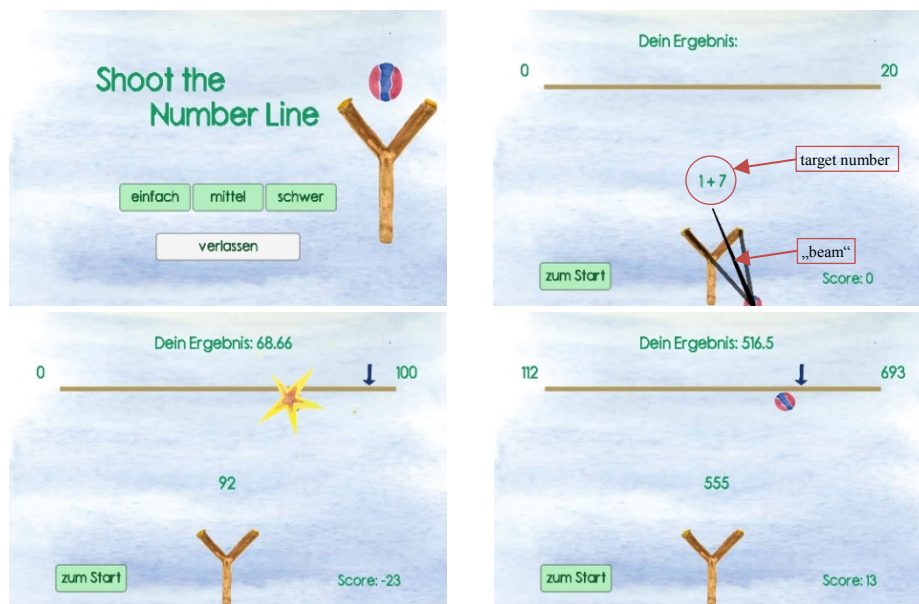 Shoot the
Number Line
einfach
mittel
schwer
verlassen
Dein Ergebnis:
0
20
target number
1 + 7
„beam“
zum Start
Score: 0
Dein Ergebnis: 68.66
0
100
92
zum Start
Score: -23
Dein Ergebnis: 516.5
112
693
555
zum Start
Score: 13